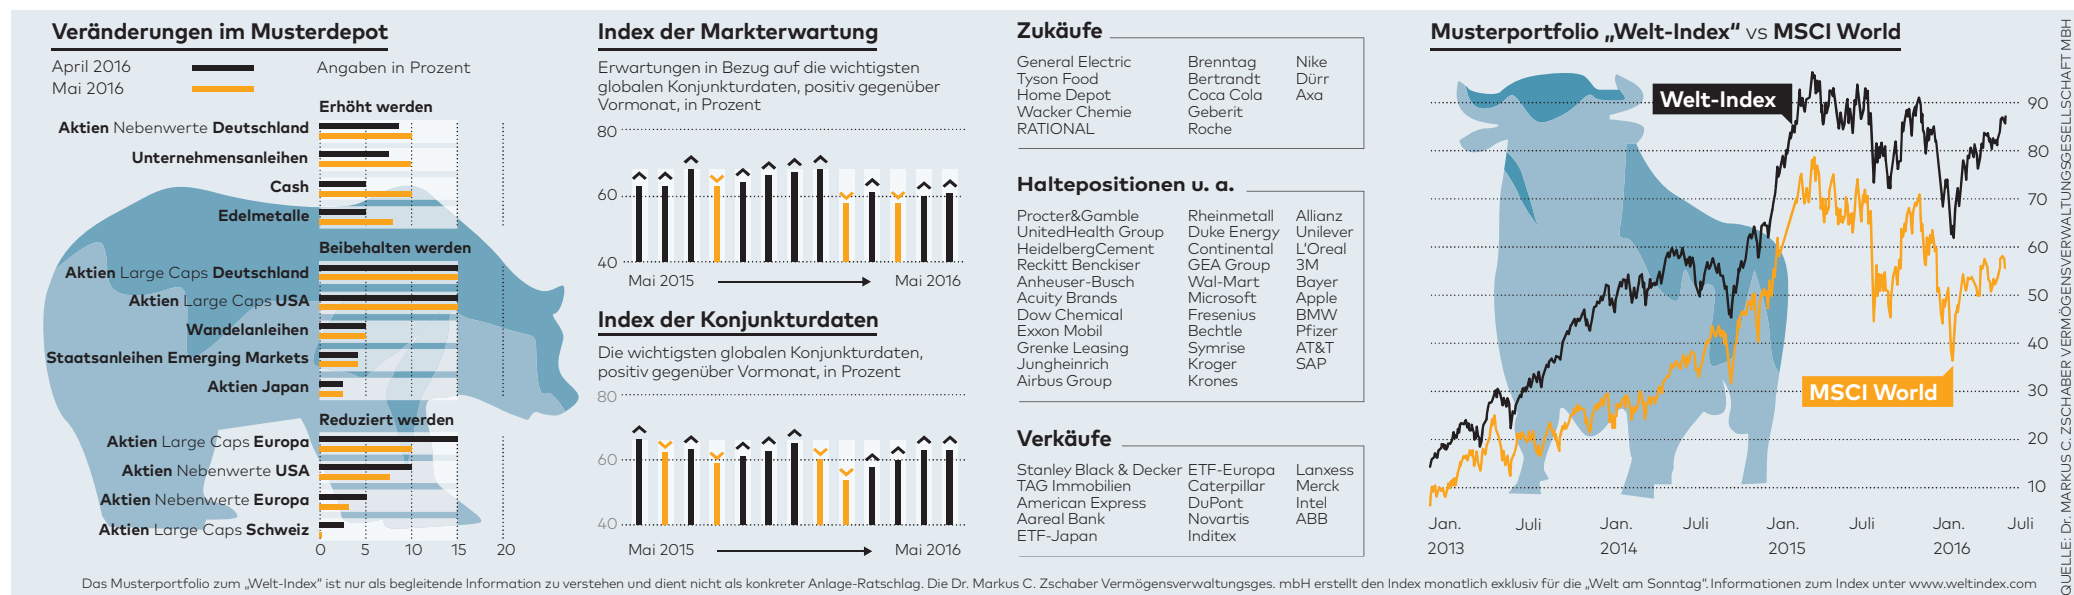 Veränderungen im Musterdepot
April 2016
Mai 2016
Angaben in Prozent
Erhöht werden
Aktien Nebenwerte Deutschland
Unternehmensanleihen
Cash
Edelmetalle
Beibehalten werden
Aktien Large Caps Deutschland
Aktien Large Caps USA
Wandelanleihen
Staatsanleihen Emerging Markets
Aktien Japan
Reduziert werden
Aktien Large Caps Europa
Aktien Nebenwerte USA
Aktien Nebenwerte Europa
Aktien Large Caps Schweiz
0 5 10 15 20
Index der Markterwartung
Erwartungen in Bezug auf die wichtigsten
globalen Konjunkturdaten, positiv gegenüber
Vormonat, in Prozent
80
60
40
Mai 2015 Mai 2016
Index der Konjunkturdaten
Die wichtigsten globalen Konjunkturdaten,
positiv gegenüber Vormonat, in Prozent
80
60
40
Mai 2015 Mai 2016
Zukäufe
General Electric Brenntag Nike
Tyson Food Bertrandt Dürr
Home Depot Coca Cola Axa
Wacker Chemie Geberit
RATIONAL Roche
Haltepositionen u. a.
Procter&Gamble Rheinmetall Allianz
UnitedHealth Group Duke Energy Unilever
HeidelbergCement Continental L'Oreal
Reckitt Benckiser GEA Group 3M
Anheuser-Busch Wal-Mart Bayer
Acuity Brands Microsoft Apple
Dow Chemical Fresenius BMW
Exxon Mobil Bechtle Pfizer
Grenke Leasing Symrise AT&T
Jungheinrich Kroger SAP
Airbus Group Krones
Verkäufe
Stanley Black & Decker ETF-Europa Lanxess
TAG Immobilien Caterpillar Merck
American Express DuPont Intel
Aareal Bank Novartis ABB
ETF-Japan Inditex
Musterportfolio „Welt-Index“ vs MSCI World
Welt-Index
MSCI World
90
80
70
60
50
40
30
20
10
Jan. Juli Jan. Juli Jan. Juli Jan. Juli
2013 2014 2015 2016
QUELLE: Dr. MARKUS C. ZSCHABER VERMÖGENSVERWALTUNGSGESELLSCHAFT MBH
Das Musterportfolio zum „Welt-Index“ ist nur als begleitende Information zu verstehen und dient nicht als konkreter Anlage-Ratschlag. Die Dr. Markus C. Zschaber Vermögensverwaltungsges. mbH erstellt den Index monatlich exklusiv für die „Welt am Sonntag“. Informationen zum Index unter www.weltindex.com